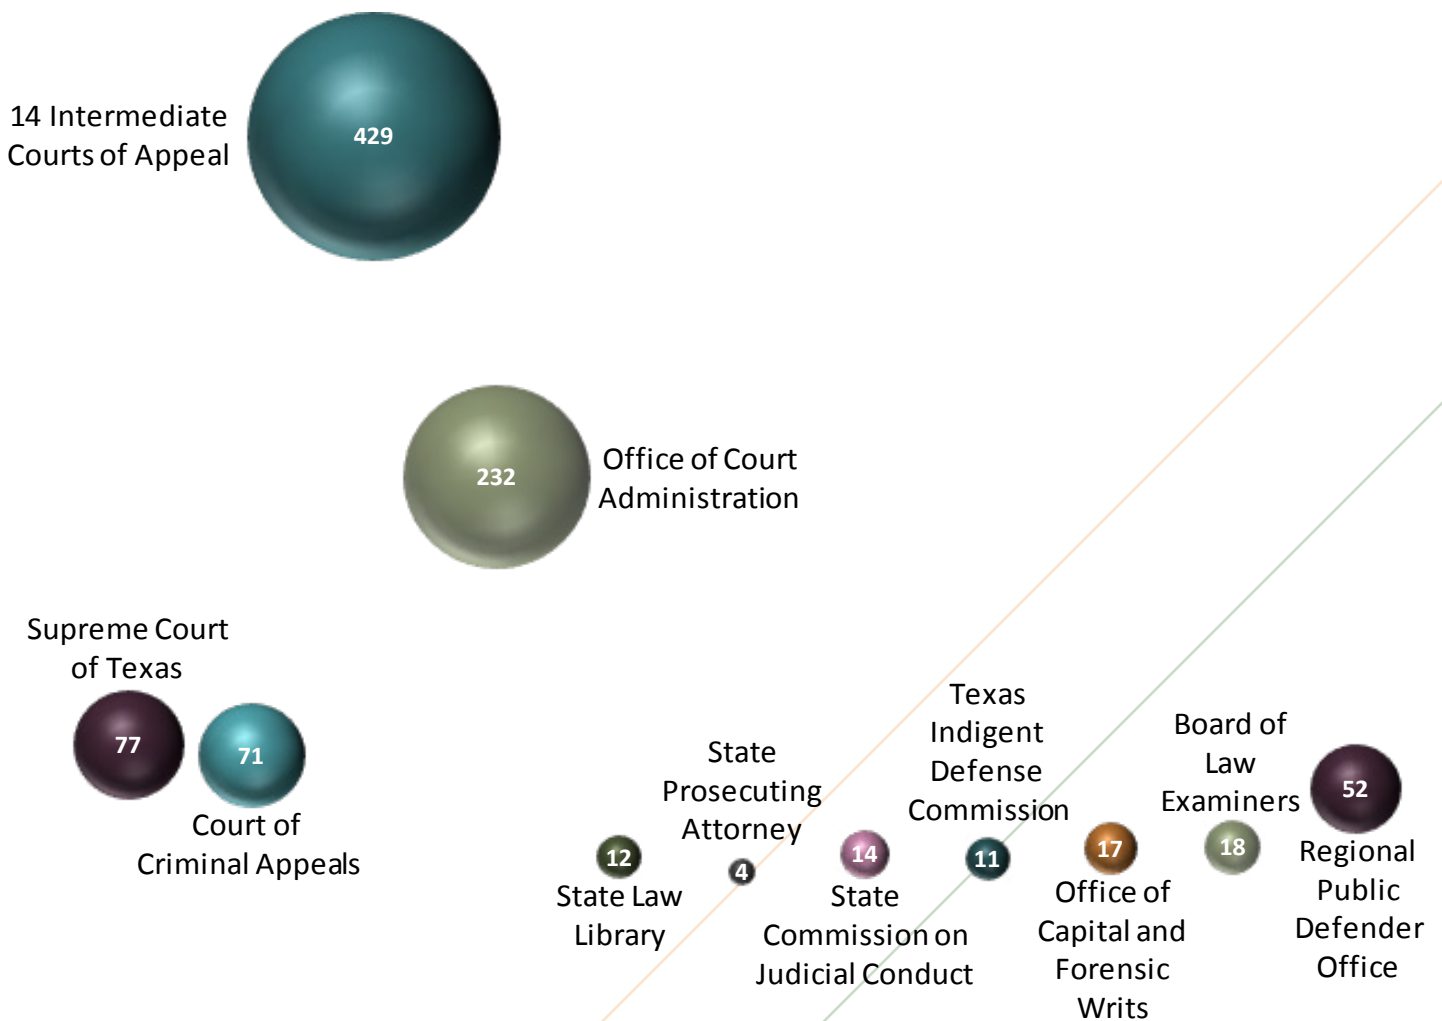 14 Intermediate
Courts of Appeal
429
232
Office of Court
Administration
Supreme Court
of Texas
77
71
Court of
Criminal Appeals
12
State Law
Library
State
Prosecuting
Attorney
4
14
State
Commission on
Judicial Conduct
Texas
Indigent
Defense
Commission
11
17
Office of
Capital and
Forensic
Writs
Board of
Law
Examiners
18
52
Regional
Public
Defender
Office